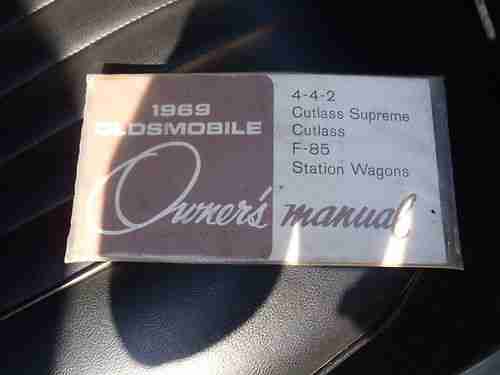 1969
OLDSMOBILE
Owner's manual
4-4-2
Cutlass Supreme
Cutlass
F-85
Station Wagons